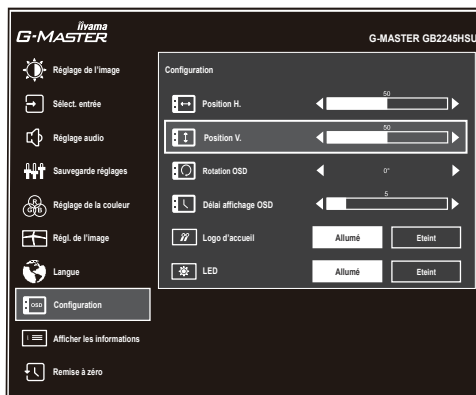 iiyama
G-MASTER
G-MASTER GB2245HSU
Réglage de l'image
Sélect. entrée
Réglage audio
Sauvegarde réglages
Réglage de la couleur
R
G B
Régl. de l'image
Langue
OSD
Configuration
i
Afficher les informations
Remise à zéro
Configuration
Position H.
50
Position V.
50
Rotation OSD
0°
Délai affichage OSD
5
Logo d'accueil
Allumé
Eteint
LED
Allumé
Eteint